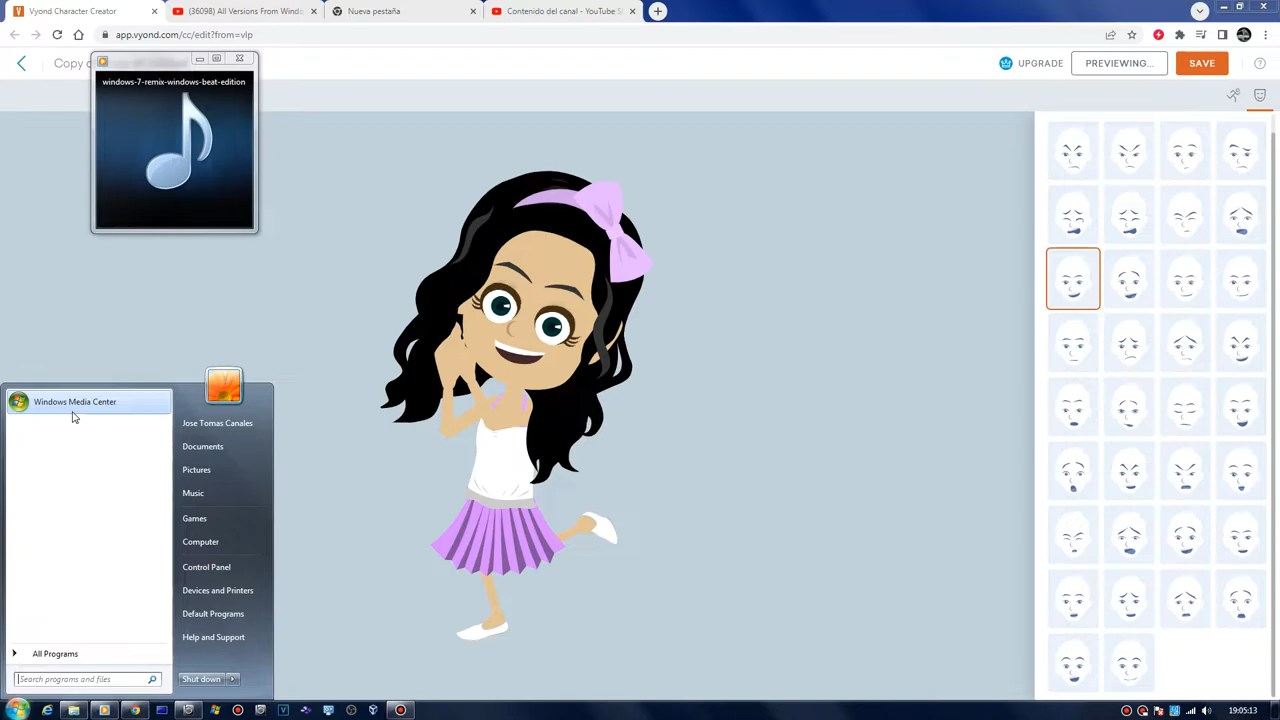 Vyond Character Creator
(36098) All Versions From Windo
Nueva pestaña
Contenido del canal - YouTube S
app.vyond.com/cc/edit?from=vlp
Copy
UPGRADE
PREVIEWING...
SAVE
windows-7-remix-windows-beat-edition
Windows Media Center
Jose Tomas Canales
Documents
Pictures
Music
Games
Computer
Control Panel
Devices and Printers
Default Programs
Help and Support
All Programs
Search programs and files
Shut down
19:05:13